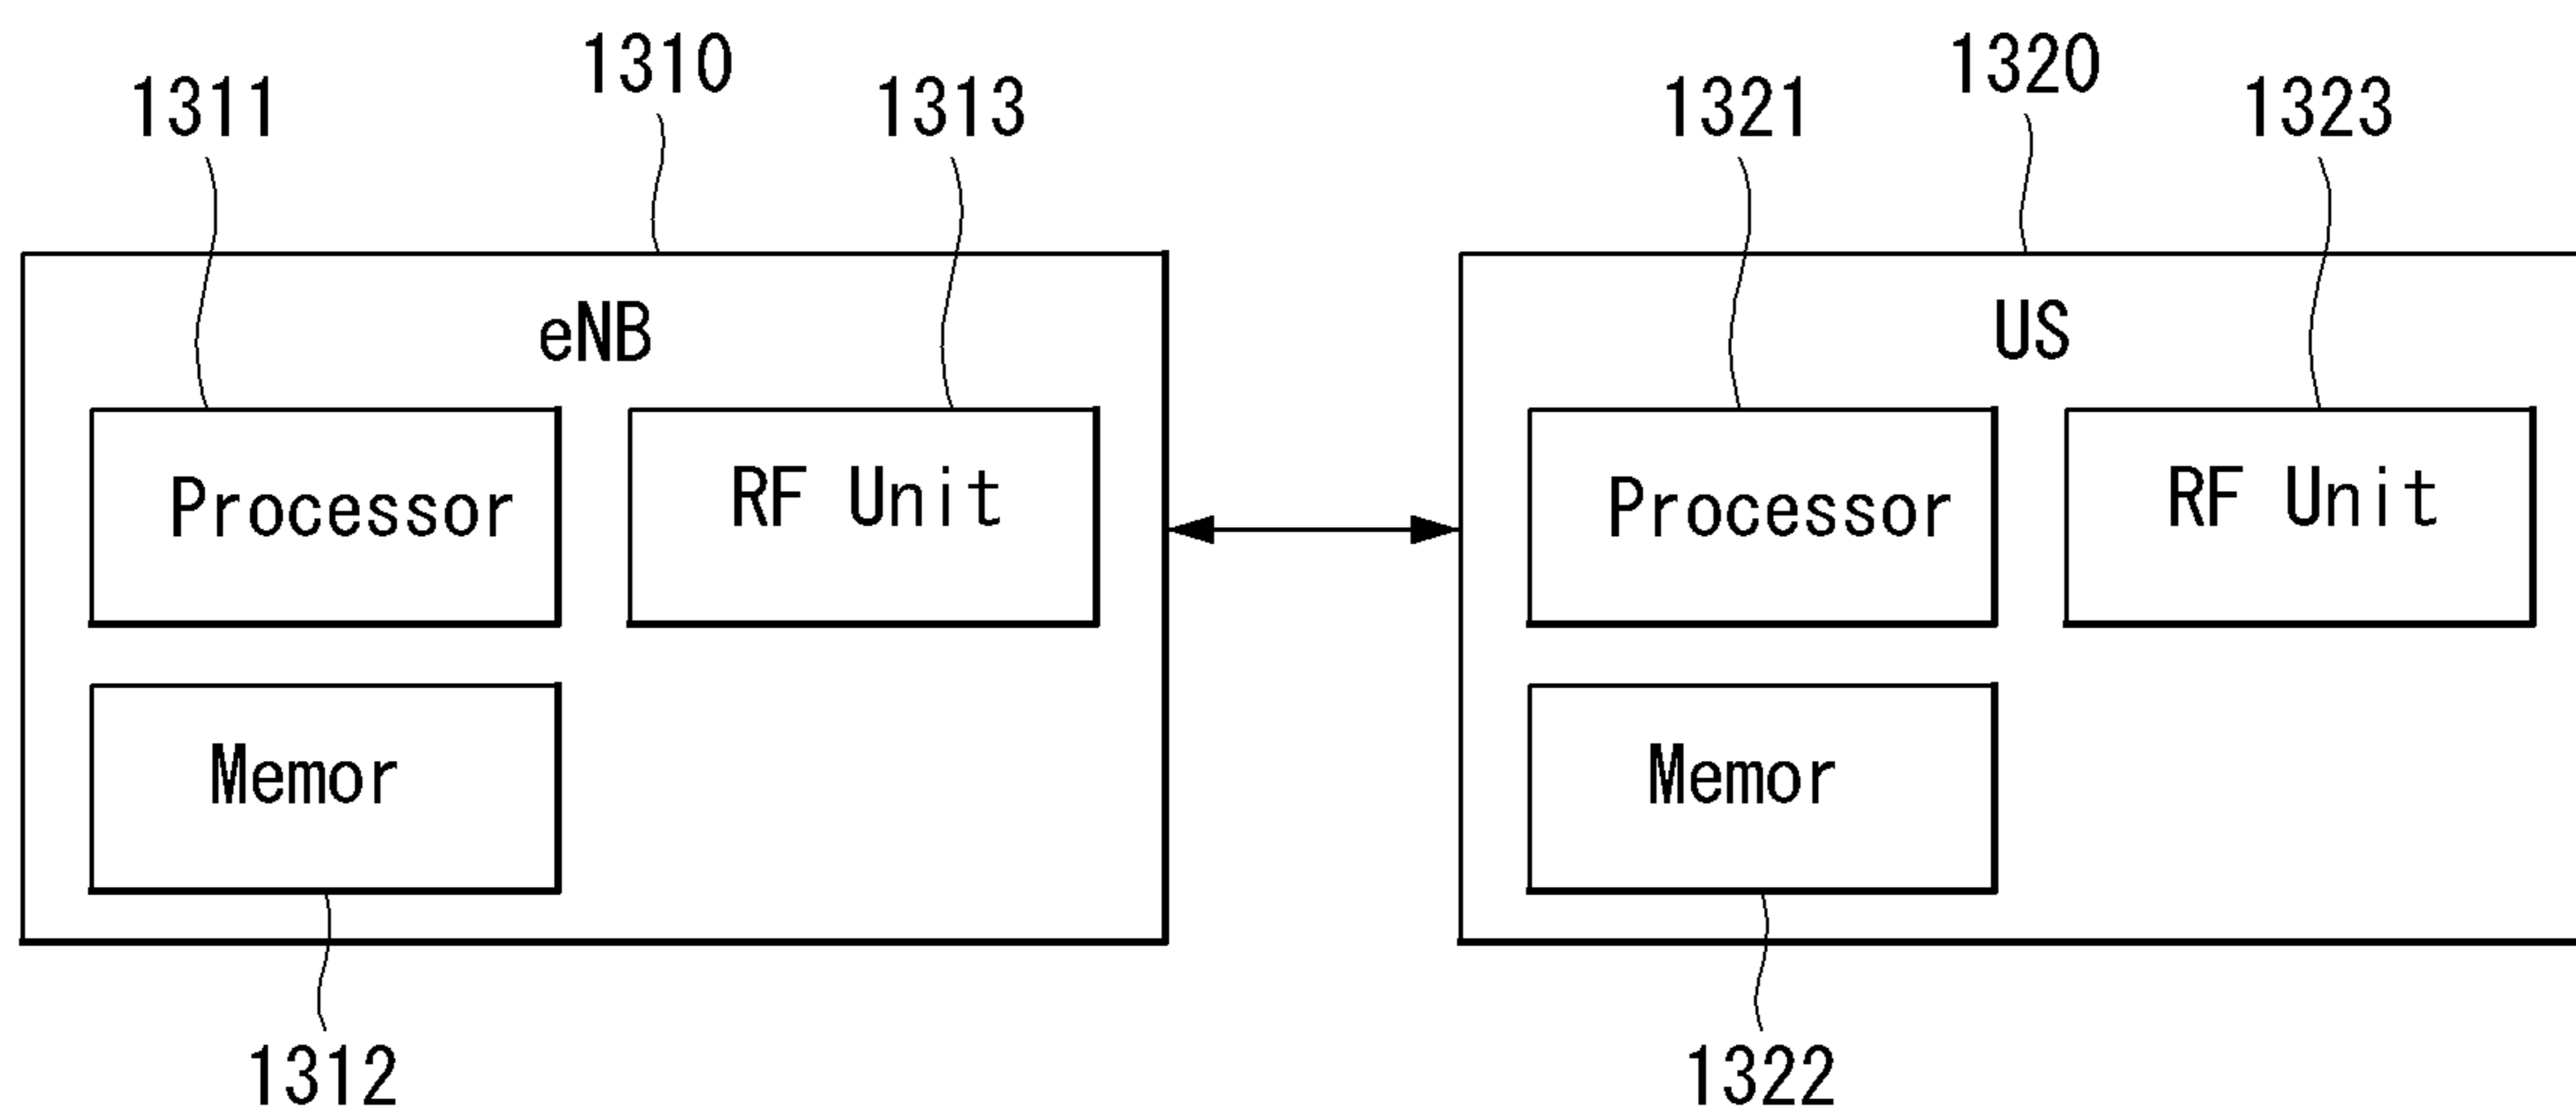 1310
1320
1311
1313
1321
1323
eNB
US
Processor
RF Unit
Processor
RF Unit
Memor
Memor
1312
1322